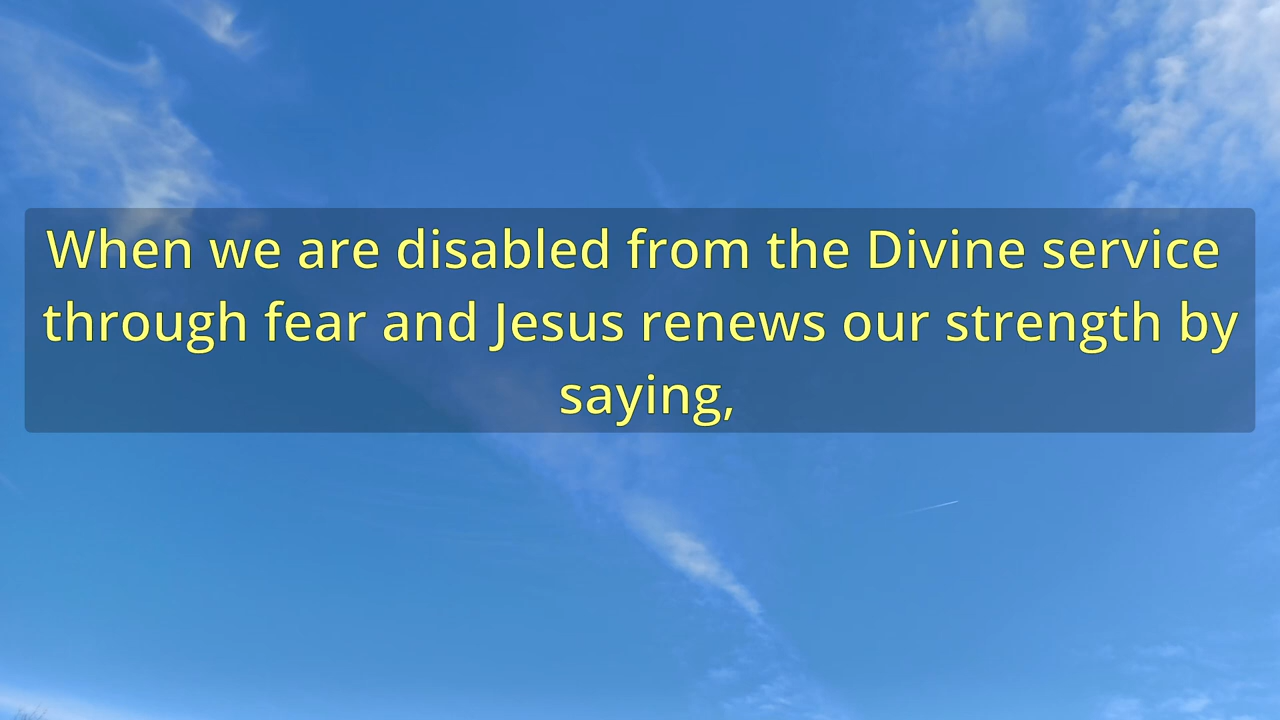 When we are disabled from the Divine service
through fear and Jesus renews our strength by
saying,